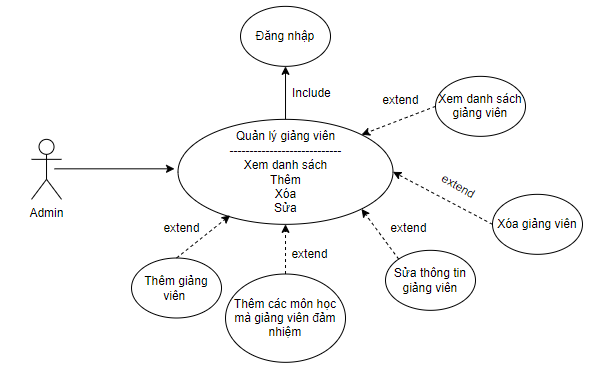 Đăng nhập
Include
extend
Xem danh sách
giảng viên
Quản lý giảng viên
----------------------------
Xem danh sách
Thêm
Xóa
Sửa
Admin
extend
Xóa giảng viên
extend
extend
extend
Thêm giảng
viên
Thêm các môn học
mà giảng viên đảm
nhiệm
Sửa thông tin
giảng viên